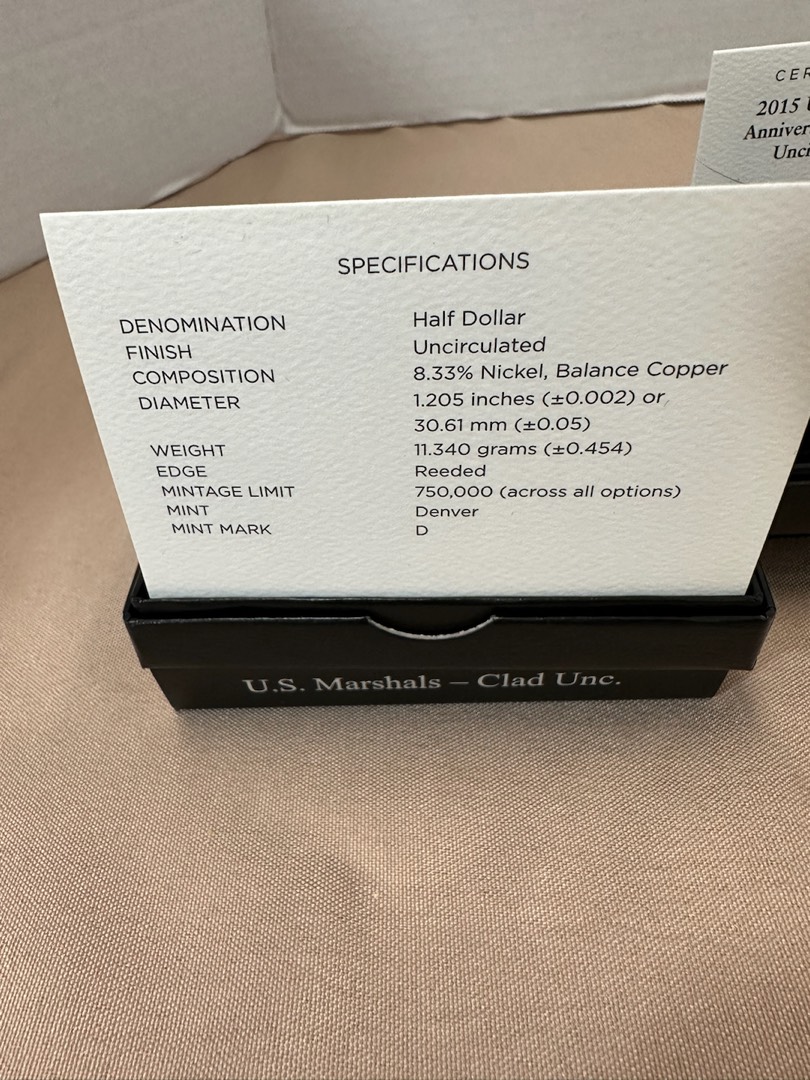 CER
2015
Anniver
Unci
SPECIFICATIONS
DENOMINATION Half Dollar
FINISH Uncirculated
COMPOSITION 8.33% Nickel, Balance Copper
DIAMETER 1.205 inches (±0.002) or
30.61 mm (±0.05)
WEIGHT 11.340 grams (±0.454)
EDGE Reeded
MINTAGE LIMIT 750,000 (across all options)
MINT Denver
MINT MARK D
U.S. Marshals – Clad Unc.